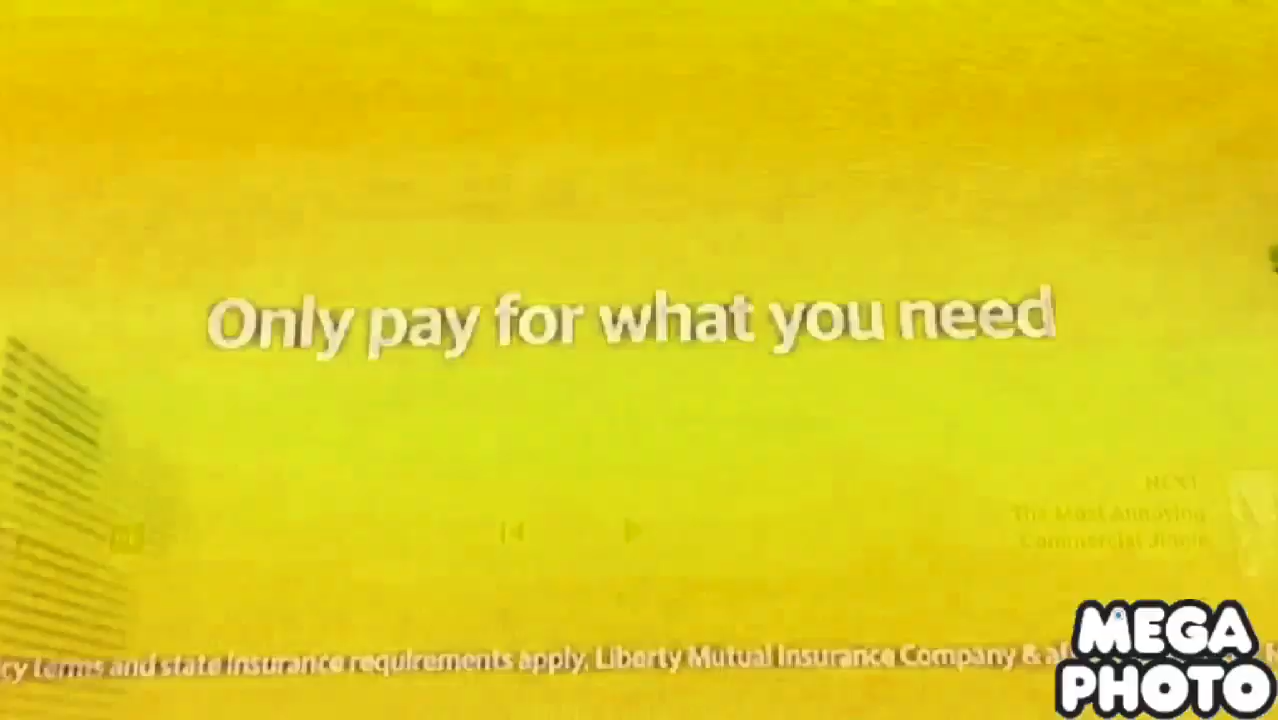 Only pay for what you need
NEXT
The Most Annoying
Commercial Jingle
cy terms and state insurance requirements apply, Liberty Mutual Insurance Company &
MEGA
PHOTO